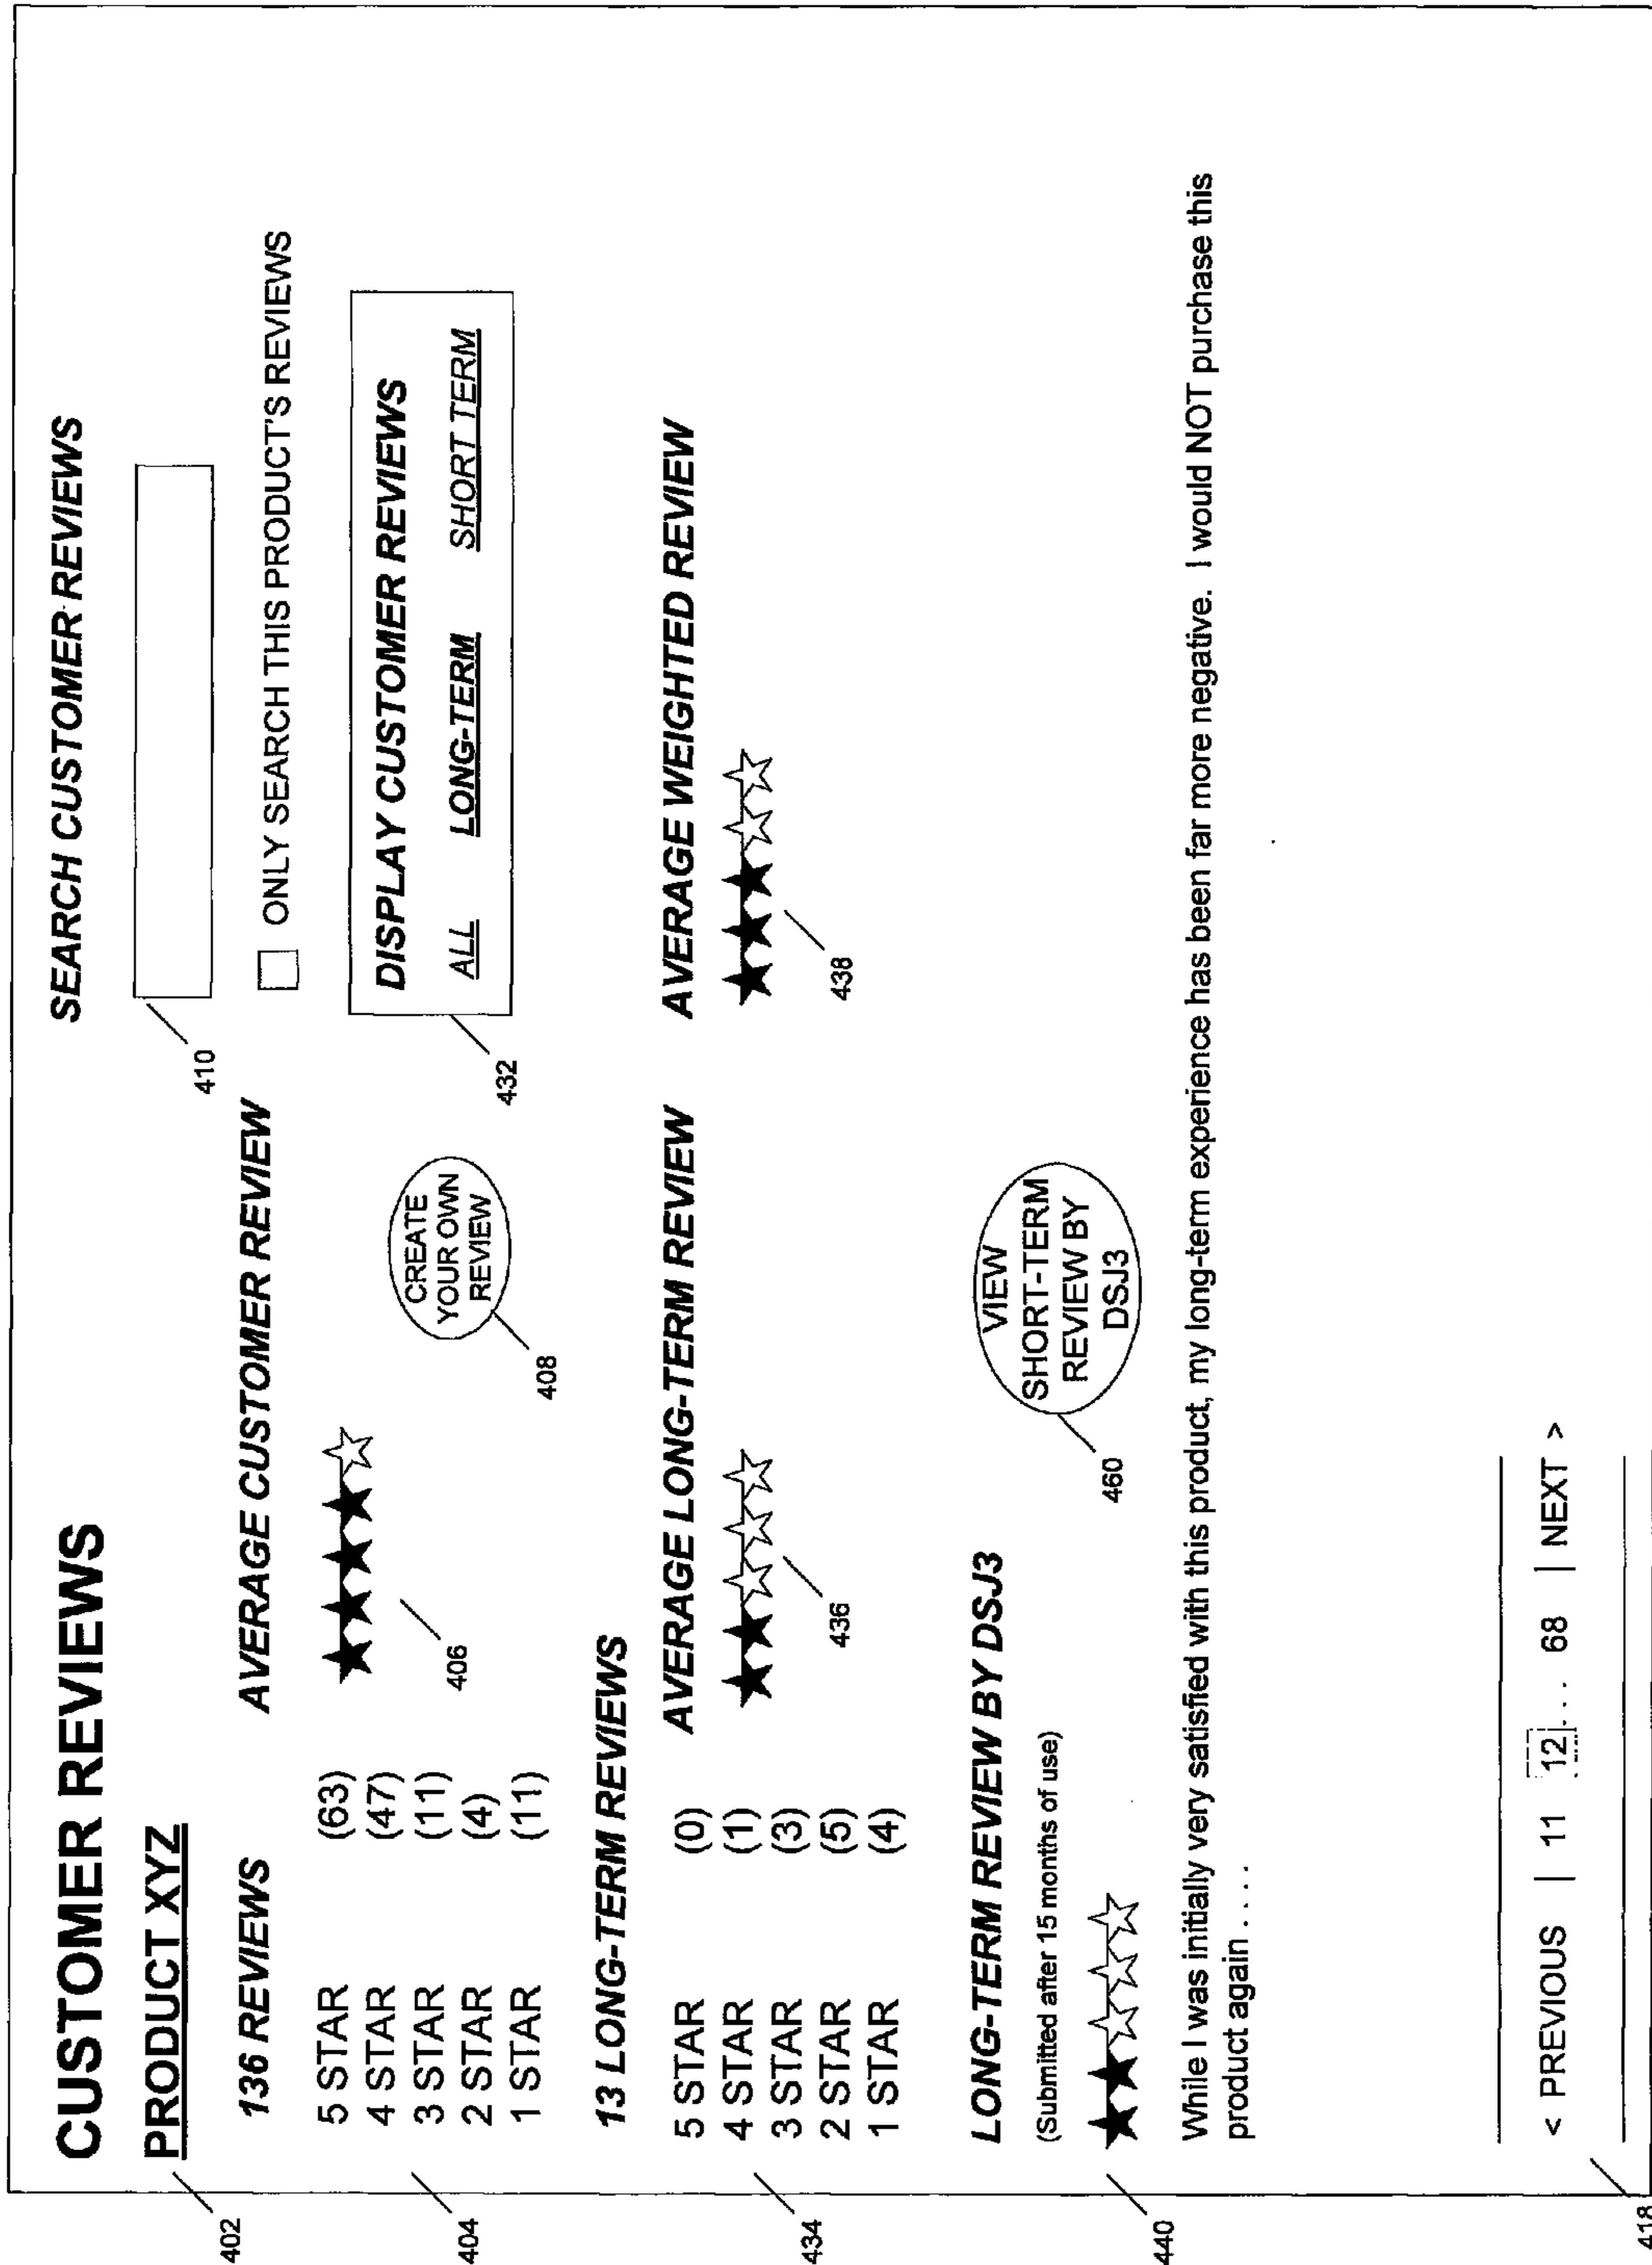 CUSTOMER REVIEWS
PRODUCT XYZ
402
SEARCH CUSTOMER REVIEWS
410
ONLY SEARCH THIS PRODUCT'S REVIEWS
136 REVIEWS
AVERAGE CUSTOMER REVIEW
5 STAR (63)
4 STAR (47)
3 STAR (11)
2 STAR (4)
1 STAR (11)
404
406
CREATE
YOUR OWN
REVIEW
408
DISPLAY CUSTOMER REVIEWS
ALL LONG-TERM SHORT TERM
432
13 LONG-TERM REVIEWS
AVERAGE LONG-TERM REVIEW
AVERAGE WEIGHTED REVIEW
5 STAR (0)
4 STAR (1)
3 STAR (3)
2 STAR (5)
1 STAR (4)
434
436
438
LONG-TERM REVIEW BY DSJ3
(Submitted after 15 months of use)
VIEW
SHORT-TERM
REVIEW BY
DSJ3
460
440
While I was initially very satisfied with this product, my long-term experience has been far more negative. I would NOT purchase this
product again . . . .
< PREVIOUS | 11 12 . . . 68 | NEXT >
418